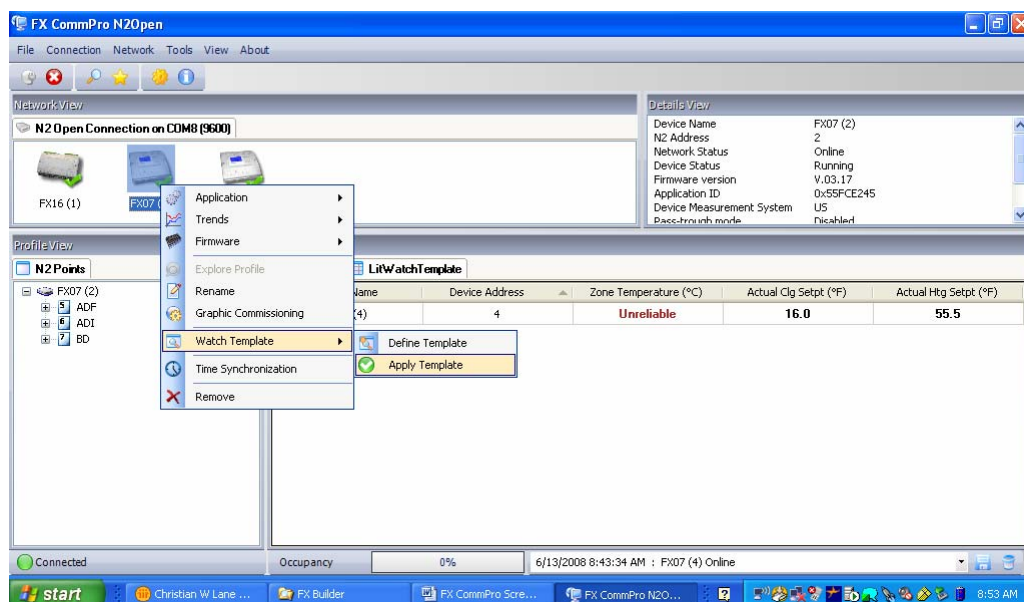 FX CommPro N2Open
File Connection Network Tools View About
Network View
N2 Open Connection on COM8 (9600)
FX16 (1)
FX07
Details View
Device Name FX07 (2)
N2 Address 2
Network Status Online
Device Status Running
Firmware version V.03.17
Application ID 0x55FCE245
Device Measurement System US
Pass-trough mode Disabled
Application
Trends
Firmware
Explore Profile
Rename
Graphic Commissioning
Watch Template
Time Synchronization
Remove
Define Template
Apply Template
Profile View
N2 Points
FX07 (2)
5 ADF
6 ADI
7 BD
LitWatchTemplate
Name Device Address Zone Temperature (°C) Actual Clg Setpt (°F) Actual Htg Setpt (°F)
(4) 4 Unreliable 16.0 55.5
Connected Occupancy 0% 6/13/2008 8:43:34 AM : FX07 (4) Online
start Christian W Lane ... FX Builder FX CommPro Scre... FX CommPro N2O... 8:53 AM